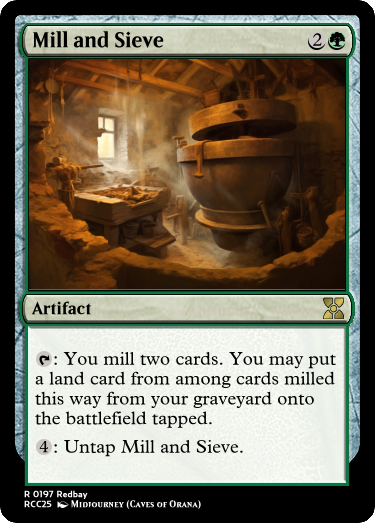 Mill and Sieve 2
Artifact
: You mill two cards. You may put
a land card from among cards milled
this way from your graveyard onto
the battlefield tapped.
4: Untap Mill and Sieve.
R 0197 Redbay
RCC25 Midjourney (Caves of Orana)